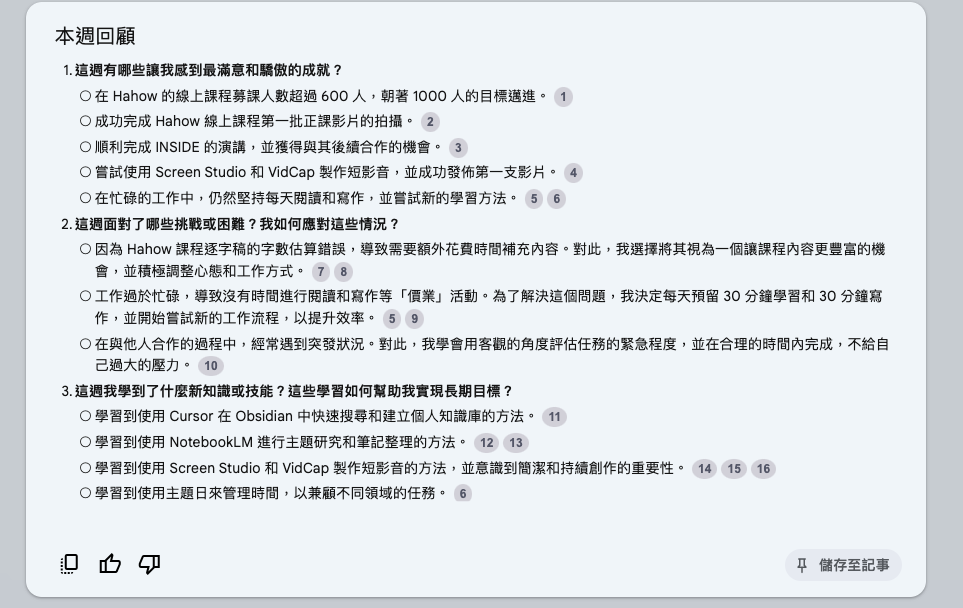 本週回顧
1. 這週有哪些讓我感到最滿意和驕傲的成就？
○ 在 Hahow 的線上課程募課人數超過 600 人，朝著 1000 人的目標邁進。 1
○ 成功完成 Hahow 線上課程第一批正課影片的拍攝。 2
○ 順利完成 INSIDE 的演講，並獲得與其後續合作的機會。 3
○ 嘗試使用 Screen Studio 和 VidCap 製作短影音，並成功發佈第一支影片。 4
○ 在忙碌的工作中，仍然堅持每天閱讀和寫作，並嘗試新的學習方法。 5 6
2. 這週面對了哪些挑戰或困難？我如何應對這些情況？
○ 因為 Hahow 課程逐字稿的字數估算錯誤，導致需要額外花費時間補充內容。對此，我選擇將其視為一個讓課程內容更豐富的機
會，並積極調整心態和工作方式。 7 8
○ 工作過於忙碌，導致沒有時間進行閱讀和寫作等「價業」活動。為了解決這個問題，我決定每天預留 30 分鐘學習和 30 分鐘寫
作，並開始嘗試新的工作流程，以提升效率。 5 9
○ 在與他人合作的過程中，經常遇到突發狀況。對此，我學會用客觀的角度評估任務的緊急程度，並在合理的時間內完成，不給自
己過大的壓力。 10
3. 這週我學到了什麼新知識或技能？這些學習如何幫助我實現長期目標？
○ 學習到使用 Cursor 在 Obsidian 中快速搜尋和建立個人知識庫的方法。 11
○ 學習到使用 NotebookLM 進行主題研究和筆記整理的方法。 12 13
○ 學習到使用 Screen Studio 和 VidCap 製作短影音的方法，並意識到簡潔和持續創作的重要性。 14 15 16
○ 學習到使用主題日來管理時間，以兼顧不同領域的任務。 6
儲存至記事